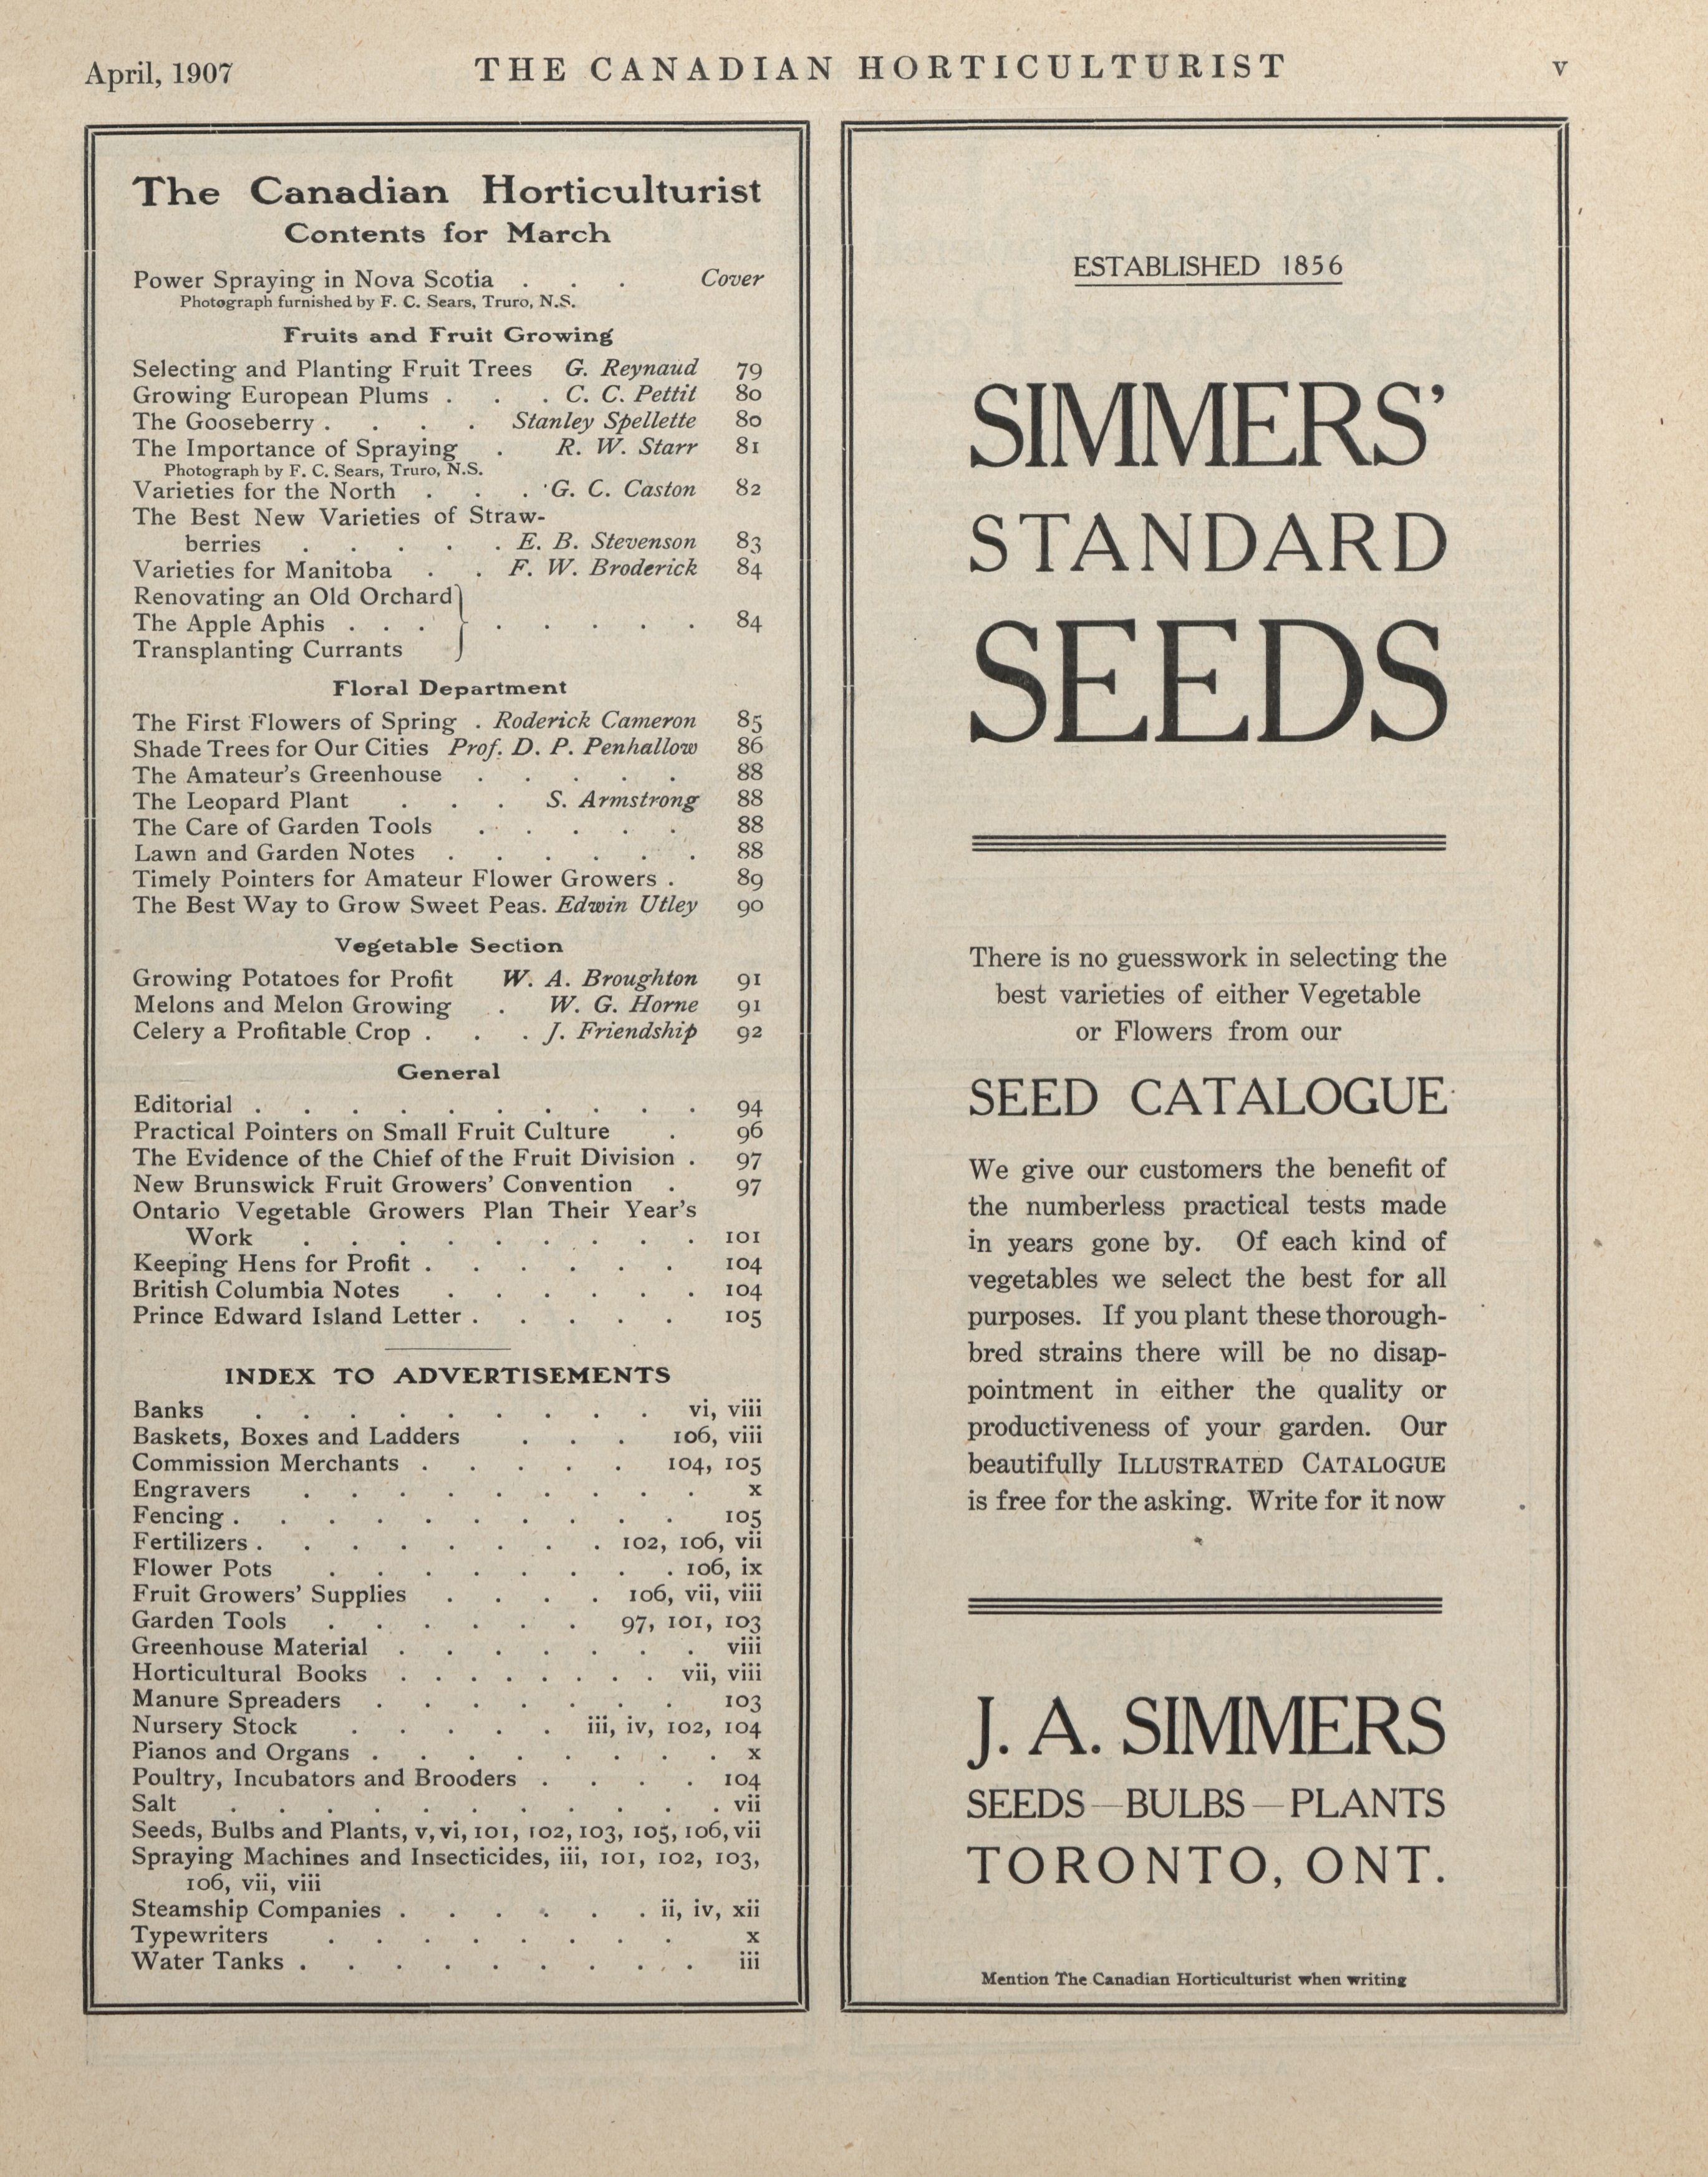 April, 1907
THE CANADIAN HORTICULTURIST
v
The Canadian Horticulturist
Contents for March
Power Spraying in Nova Scotia . . . Cover
Photograph furnished by F. C. Sears, Truro, N.S.
Fruits and Fruit Growing
Selecting and Planting Fruit Trees G. Reynaud 79
Growing European Plums . . . C. C. Pettit 80
The Gooseberry . . . . Stanley Spellette 80
The Importance of Spraying . R. W. Starr 81
Photograph by F. C. Sears, Truro, N.S.
Varieties for the North . . . G. C. Caston 82
The Best New Varieties of Straw-
berries . . . . . E. B. Stevenson 83
Varieties for Manitoba . . F. W. Broderick 84
Renovating an Old Orchard
The Apple Aphis . . . } . . . . . 84
Transplanting Currants
Floral Department
The First Flowers of Spring . Roderick Cameron 85
Shade Trees for Our Cities Prof. D. P. Penhallow 86
The Amateur's Greenhouse . . . . . 88
The Leopard Plant . . . S. Armstrong 88
The Care of Garden Tools . . . . . 88
Lawn and Garden Notes . . . . . . 88
Timely Pointers for Amateur Flower Growers . 89
The Best Way to Grow Sweet Peas. Edwin Utley 90
Vegetable Section
Growing Potatoes for Profit W. A. Broughton 91
Melons and Melon Growing . W. G. Horne 91
Celery a Profitable Crop . . . J. Friendship 92
General
Editorial . . . . . . . . . . 94
Practical Pointers on Small Fruit Culture . 96
The Evidence of the Chief of the Fruit Division . 97
New Brunswick Fruit Growers' Convention . 97
Ontario Vegetable Growers Plan Their Year's
Work . . . . . . . . . 101
Keeping Hens for Profit . . . . . . 104
British Columbia Notes . . . . . . 104
Prince Edward Island Letter . . . . . 105
INDEX TO ADVERTISEMENTS
Banks . . . . . . . . . vi, viii
Baskets, Boxes and Ladders . . . 106, viii
Commission Merchants . . . . . 104, 105
Engravers . . . . . . . . . x
Fencing . . . . . . . . . . 105
Fertilizers . . . . . . . . 102, 106, vii
Flower Pots . . . . . . . . 106, ix
Fruit Growers' Supplies . . . . 106, vii, viii
Garden Tools . . . . . . 97, 101, 103
Greenhouse Material . . . . . . . viii
Horticultural Books . . . . . . vii, viii
Manure Spreaders . . . . . . . 103
Nursery Stock . . . . . iii, iv, 102, 104
Pianos and Organs . . . . . . . . x
Poultry, Incubators and Brooders . . . . 104
Salt . . . . . . . . . . . vii
Seeds, Bulbs and Plants, v, vi, 101, 102, 103, 105, 106, vii
Spraying Machines and Insecticides, iii, 101, 102, 103,
106, vii, viii
Steamship Companies . . . . . . ii, iv, xii
Typewriters . . . . . . . . x
Water Tanks . . . . . . . . . iii
ESTABLISHED 1856
SIMMERS'
STANDARD
SEEDS
There is no guesswork in selecting the
best varieties of either Vegetable
or Flowers from our
SEED CATALOGUE
We give our customers the benefit of
the numberless practical tests made
in years gone by. Of each kind of
vegetables we select the best for all
purposes. If you plant these thorough-
bred strains there will be no disap-
pointment in either the quality or
productiveness of your garden. Our
beautifully ILLUSTRATED CATALOGUE
is free for the asking. Write for it now
J. A. SIMMERS
SEEDS—BULBS—PLANTS
TORONTO, ONT.
Mention The Canadian Horticulturist when writing